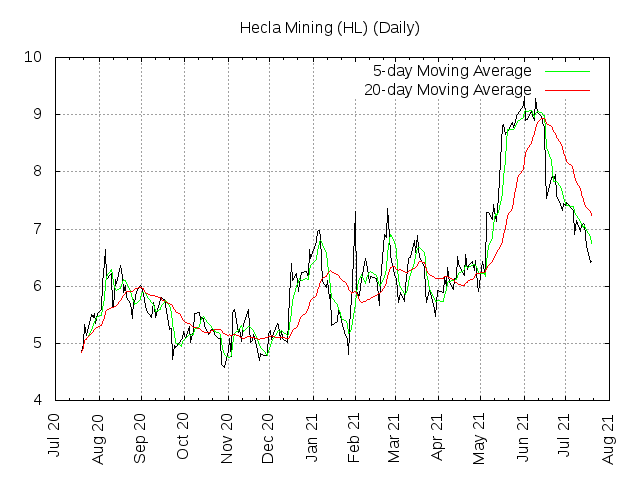 Hecla Mining (HL) (Daily)
5-day Moving Average
20-day Moving Average
10
9
8
7
6
5
4
Jul 20
Aug 20
Sep 20
Oct 20
Nov 20
Dec 20
Jan 21
Feb 21
Mar 21
Apr 21
May 21
Jun 21
Jul 21
Aug 21